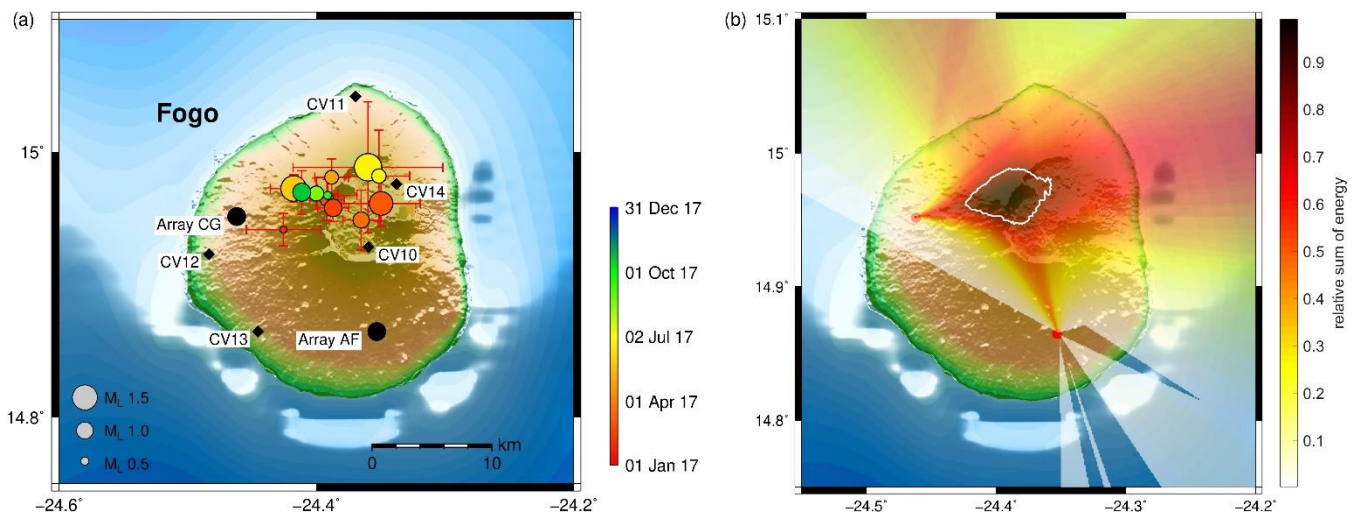 (a)
Fogo
CV11
CV14
Array CG
CV10
CV12
CV13
Array AF
M_L 1.5
M_L 1.0
M_L 0.5
km
0 10
15˚
14.8˚
−24.6˚ −24.4˚ −24.2˚
31 Dec 17
01 Oct 17
02 Jul 17
01 Apr 17
01 Jan 17
(b)
15.1˚
15˚
14.9˚
14.8˚
−24.5˚ −24.4˚ −24.3˚ −24.2˚
0.9
0.8
0.7
0.6
0.5
0.4
0.3
0.2
0.1
relative sum of energy